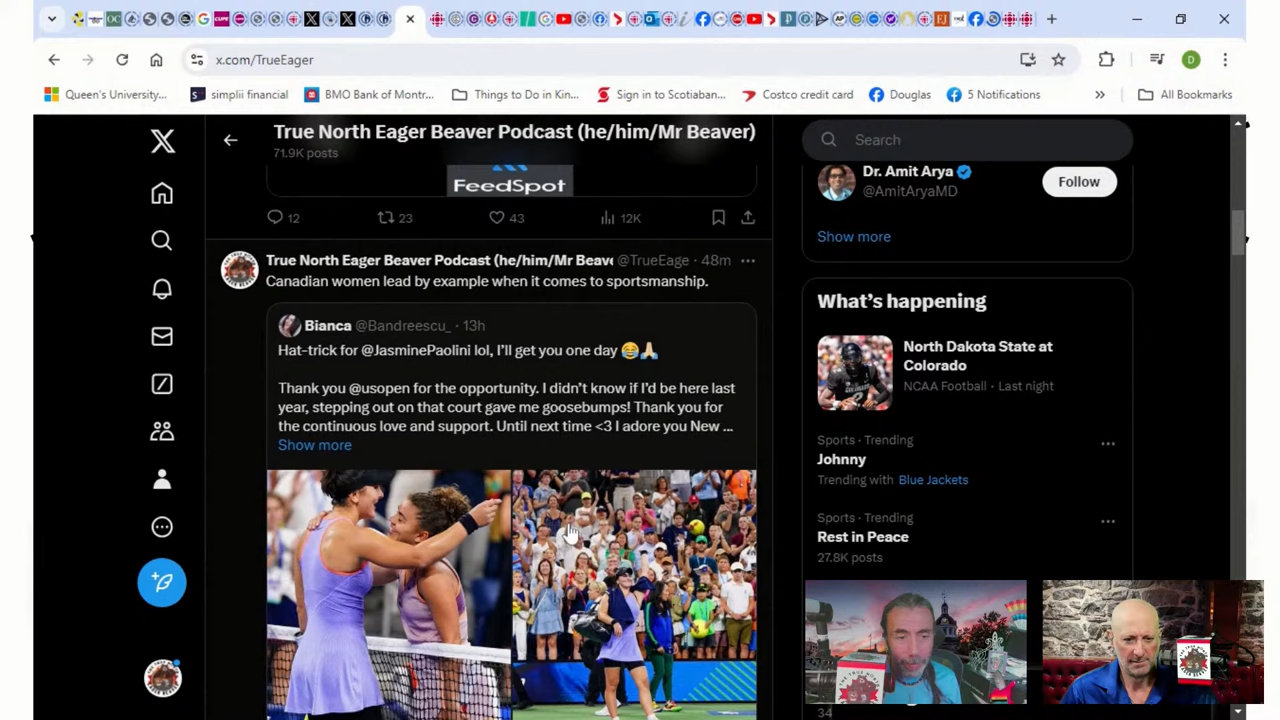 x.com/TrueEager
D
Queen's University...
simplii financial
BMO Bank of Montr...
Things to Do in Kin...
Sign in to Scotiaban...
Costco credit card
Douglas
5 Notifications
All Bookmarks
True North Eager Beaver Podcast (he/him/Mr Beaver)
71.9K posts
FeedSpot
12
23
43
12K
True North Eager Beaver Podcast (he/him/Mr Beave @TrueEage · 48m
Canadian women lead by example when it comes to sportsmanship.
Bianca @Bandreescu_ · 13h
Hat-trick for @JasminePaolini lol, I'll get you one day 😂🙏🏻
Thank you @usopen for the opportunity. I didn't know if I'd be here last
year, stepping out on that court gave me goosebumps! Thank you for
the continuous love and support. Until next time <3 I adore you New ...
Show more
Search
Dr. Amit Arya
@AmitAryaMD
Follow
Show more
What's happening
North Dakota State at
Colorado
NCAA Football · Last night
Sports · Trending
Johnny
Trending with Blue Jackets
Sports · Trending
Rest in Peace
27.8K posts
34